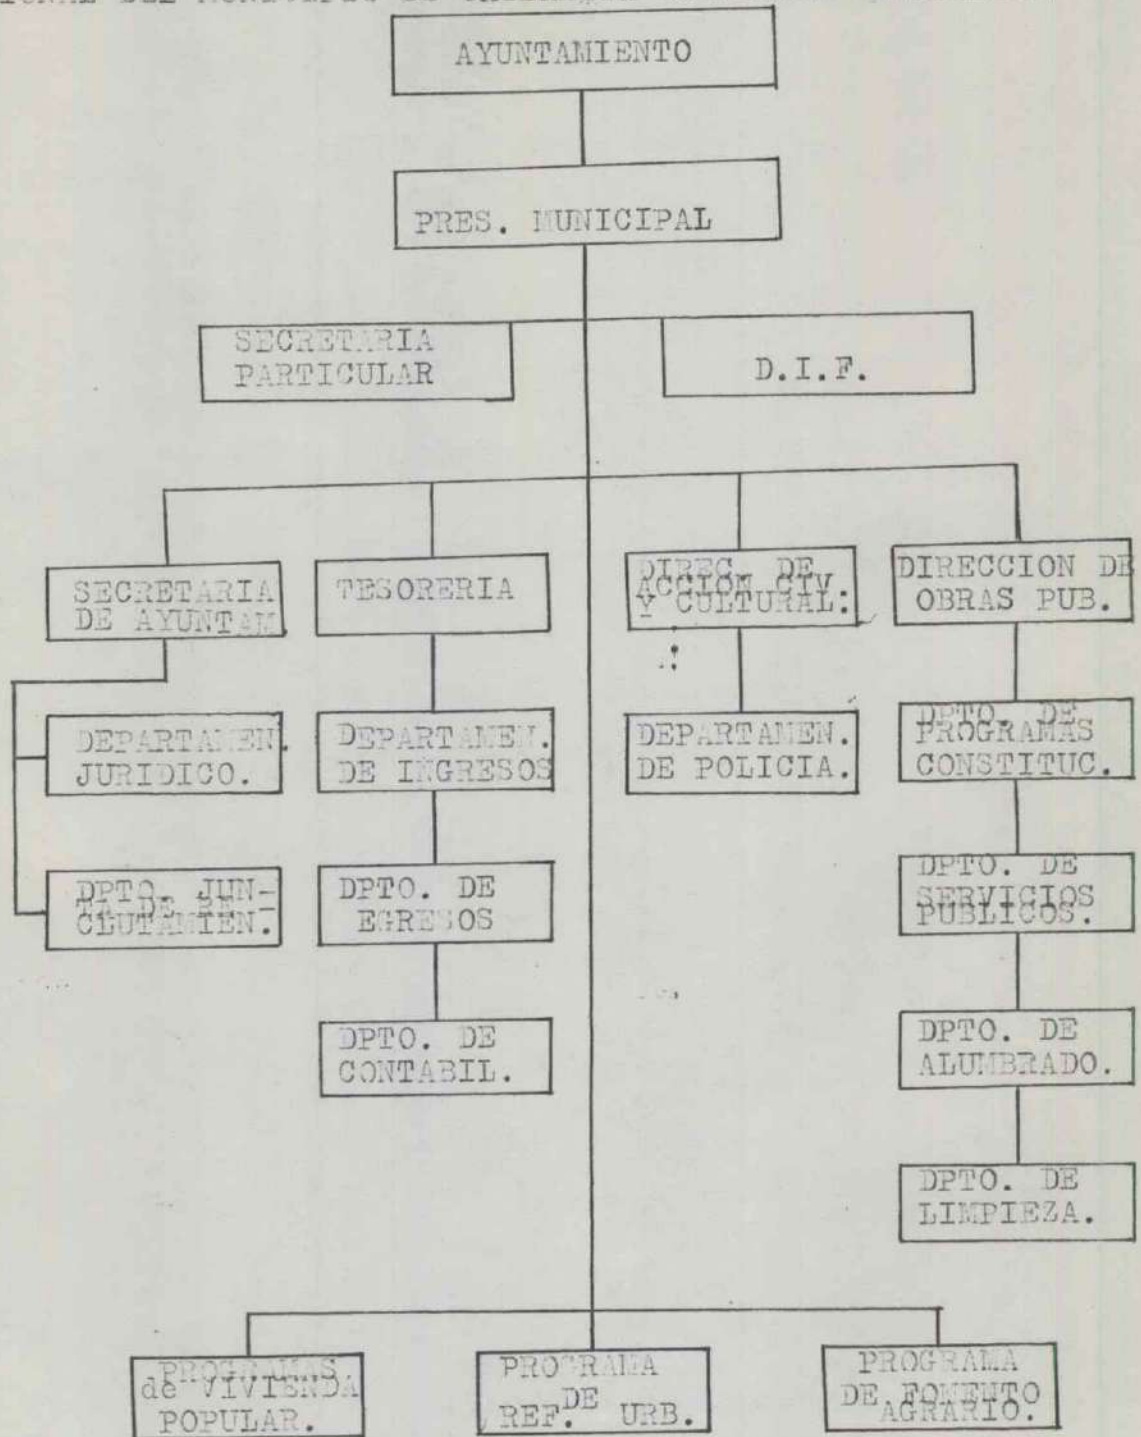 DEL MUNICIPIO DE
AYUNTAMIENTO
PRES. MUNICIPAL
SECRETARIA
PARTICULAR
D.I.F.
SECRETARIA
DE AYUNTAM
TESORERIA
DIREC. DE
ACCION CIV.
Y CULTURAL:
DIRECCION DE
OBRAS PUB.
DEPARTAMEN.
JURIDICO.
DEPARTAMEN.
DE INGRESOS
DEPARTAMEN.
DE POLICIA.
DPTO. DE
PROGRAMAS
CONSTITUC.
DPTO. JUN-
TA DE RE-
CLUTAMIEN.
DPTO. DE
EGRESOS
DPTO. DE
SERVICIOS
PUBLICOS.
DPTO. DE
CONTABIL.
DPTO. DE
ALUMBRADO.
DPTO. DE
LIMPIEZA.
PROGRAMAS
de VIVIENDA
POPULAR.
PROGRAMA
DE
REF. URB.
PROGRAMA
DE FOMENTO
AGRARIO.